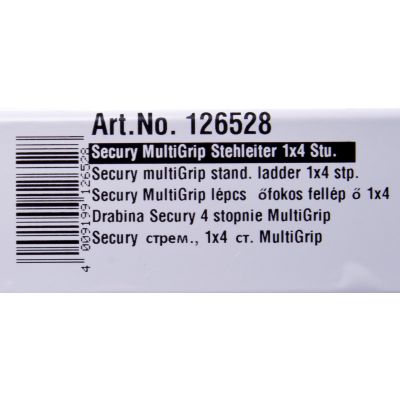 Art.No. 126528
Secury MultiGrip Stehleiter 1x4 Stu.
Secury multiGrip stand. ladder 1x4 stp.
Secury MultiGrip lépcs őfokos fellép ő 1x4
Drabina Secury 4 stopnie MultiGrip
Secury стрем., 1x4 ст. MultiGrip
4 009199 126528